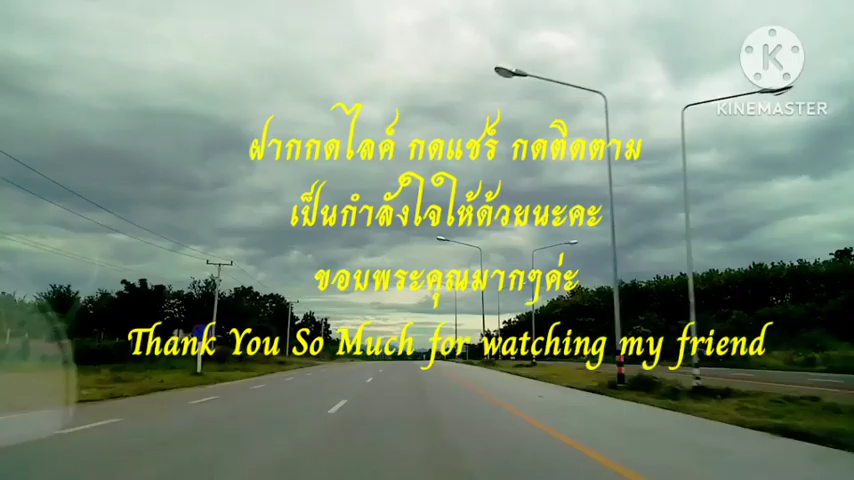 KINEMASTER
ฝากกดไลค์ กดแชร์ กดติดตาม
เป็นกำลังใจให้ด้วยนะคะ
ขอบพระคุณมากๆค่ะ
Thank You So Much for watching my friend